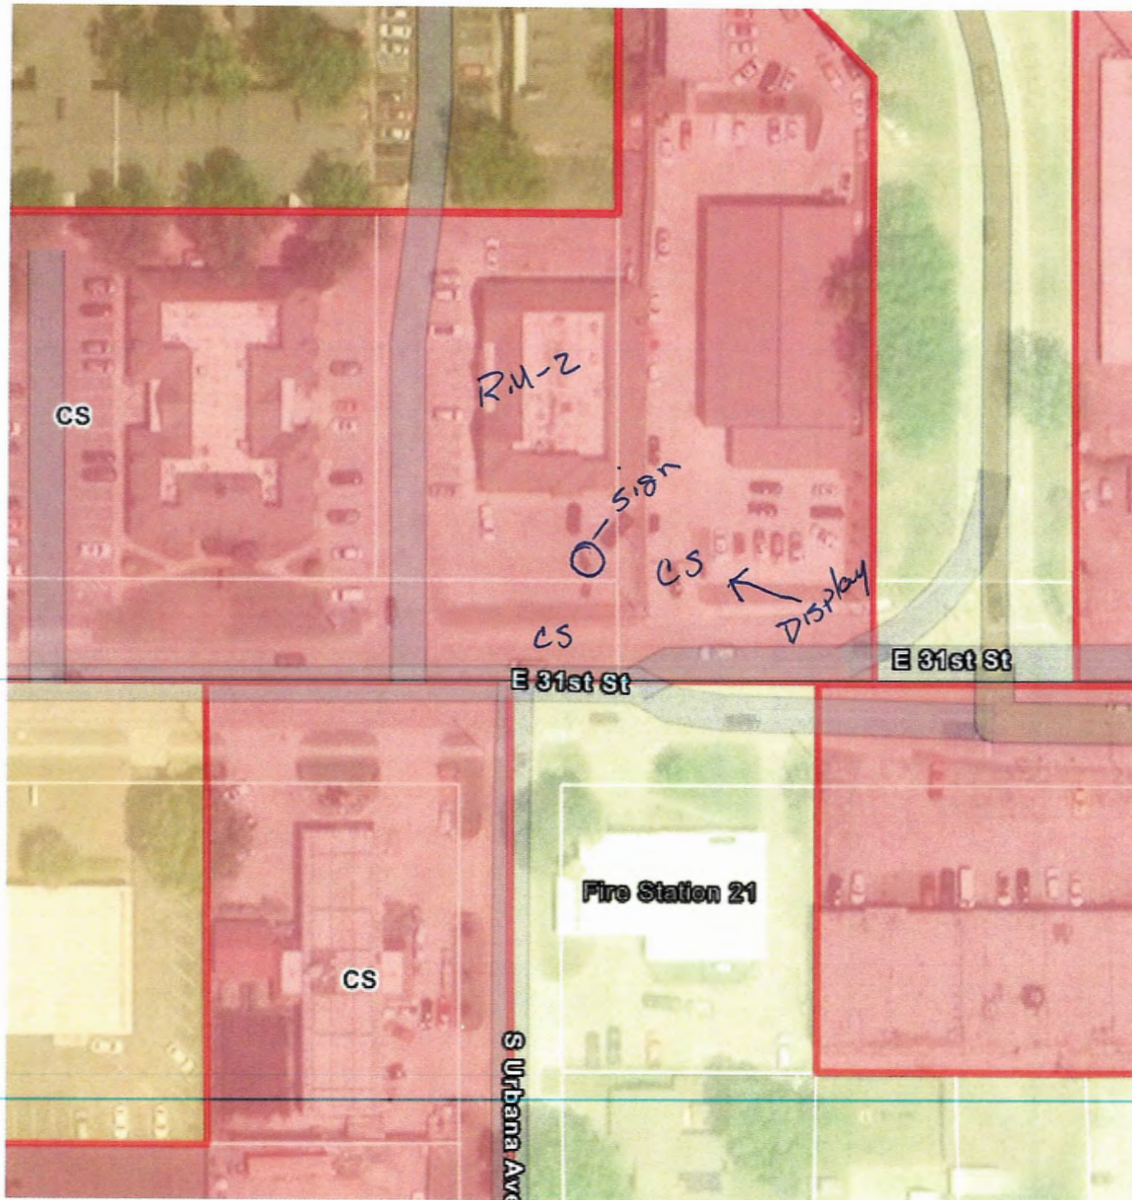 RM-2
CS
Sign
CS
Display
CS
E 31st St
E 31st St
Fire Station 21
CS
S Urbana Ave